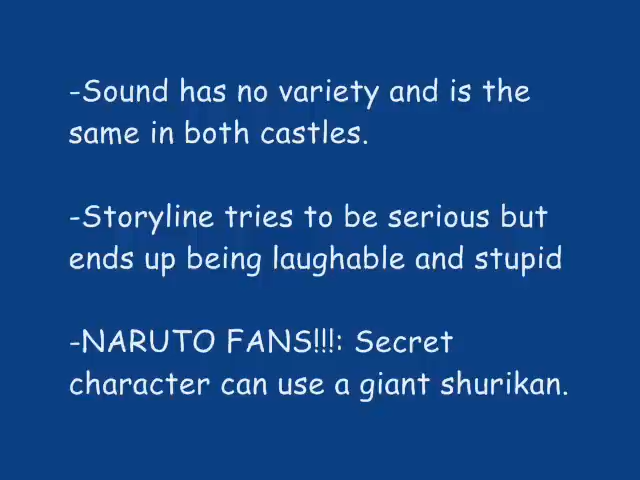 -Sound has no variety and is the
same in both castles.
-Storyline tries to be serious but
ends up being laughable and stupid
-NARUTO FANS!!!: Secret
character can use a giant shurikan.